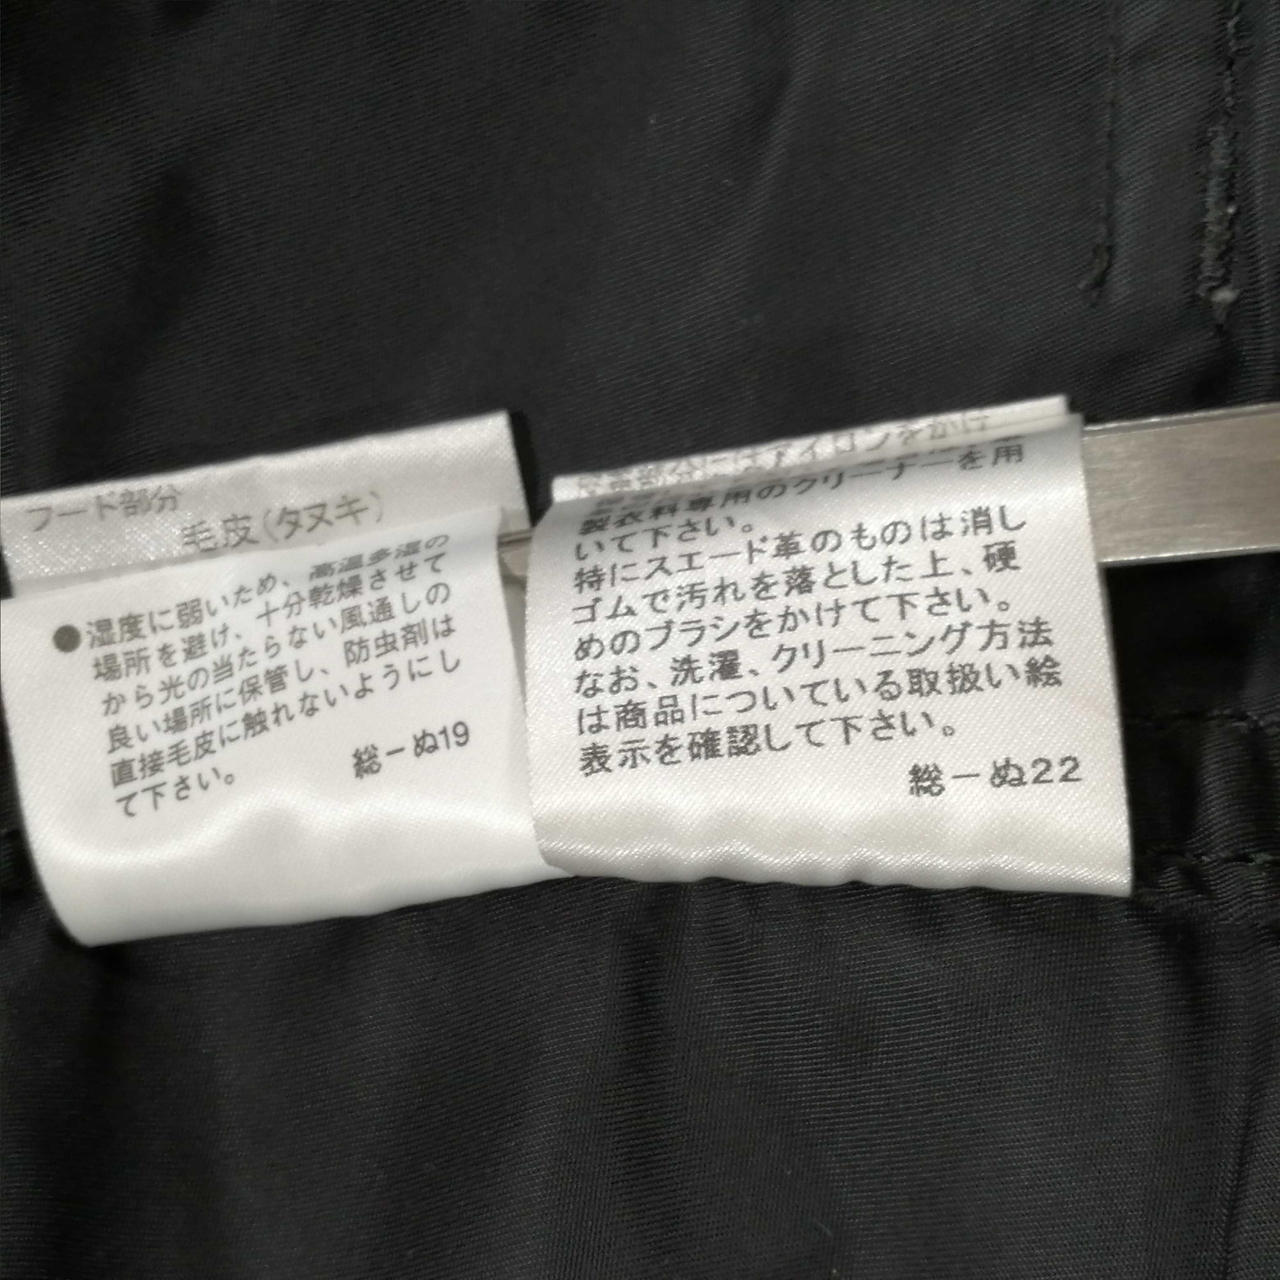 フード部分
毛皮(タヌキ)
●湿度に弱いため、高温多湿の
場所を避け、十分乾燥させて
から光の当たらない風通しの
良い場所に保管し、防虫剤は
直接毛皮に触れないようにし
て下さい。
総－ぬ19
アイロンをかけ
製衣料専用のクリーナーを用
いて下さい。
特にスエード革のものは消し
ゴムで汚れを落とした上、硬
めのブラシをかけて下さい。
なお、洗濯、クリーニング方法
は商品についている取扱い絵
表示を確認して下さい。
総－ぬ22